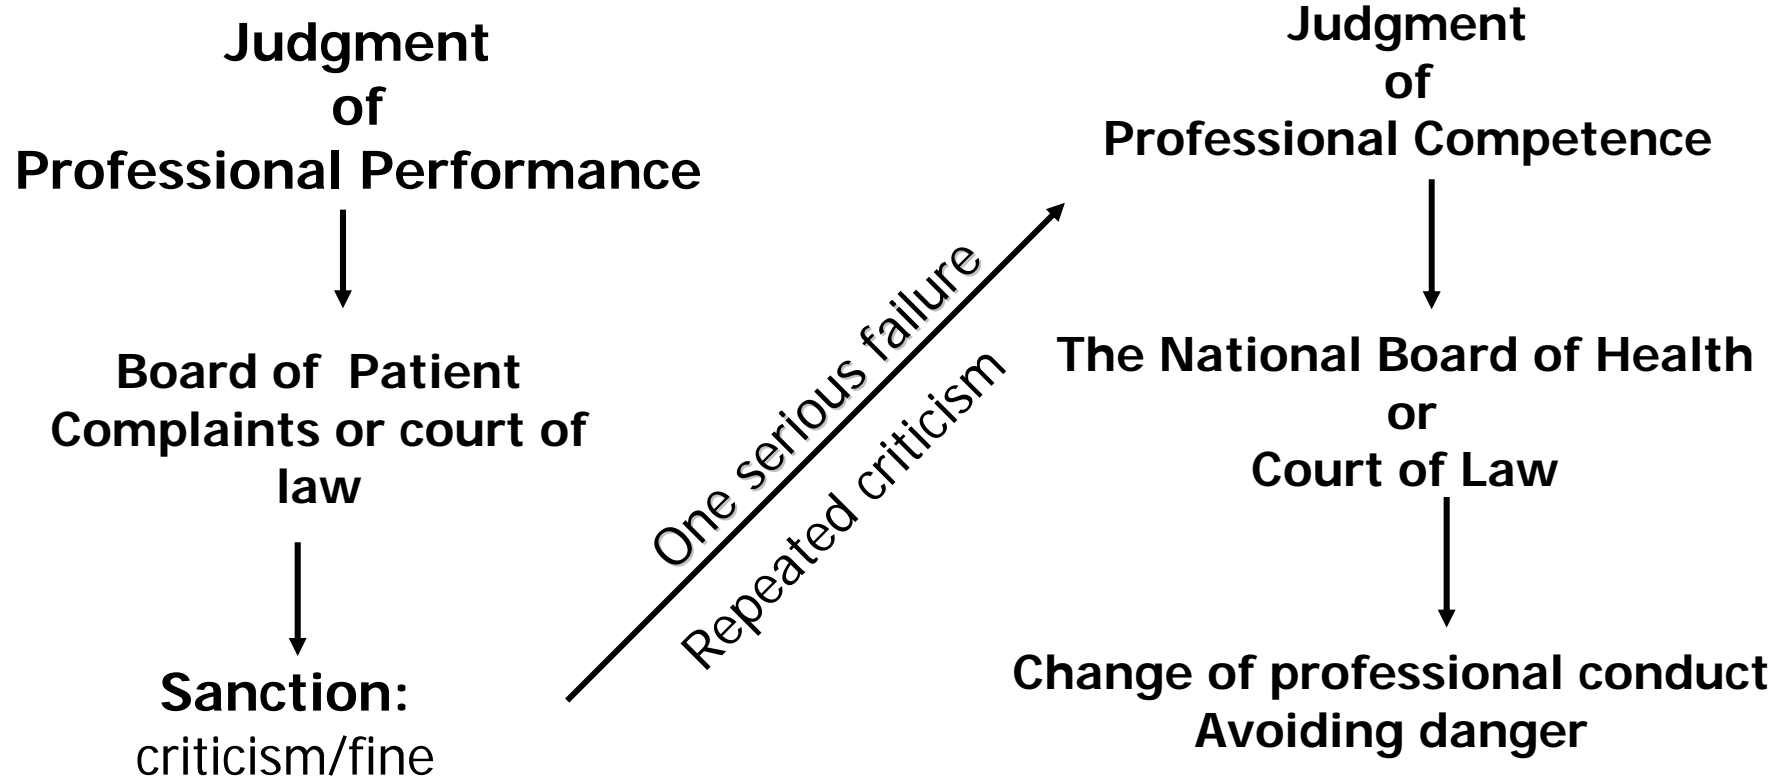 Judgment
of
Professional Performance
Board of  Patient
Complaints or court of
law
Sanction:
criticism/fine
One serious failure
Repeated criticism
Judgment
of
Professional Competence
The National Board of Health
or
Court of Law
Change of professional conduct
Avoiding danger